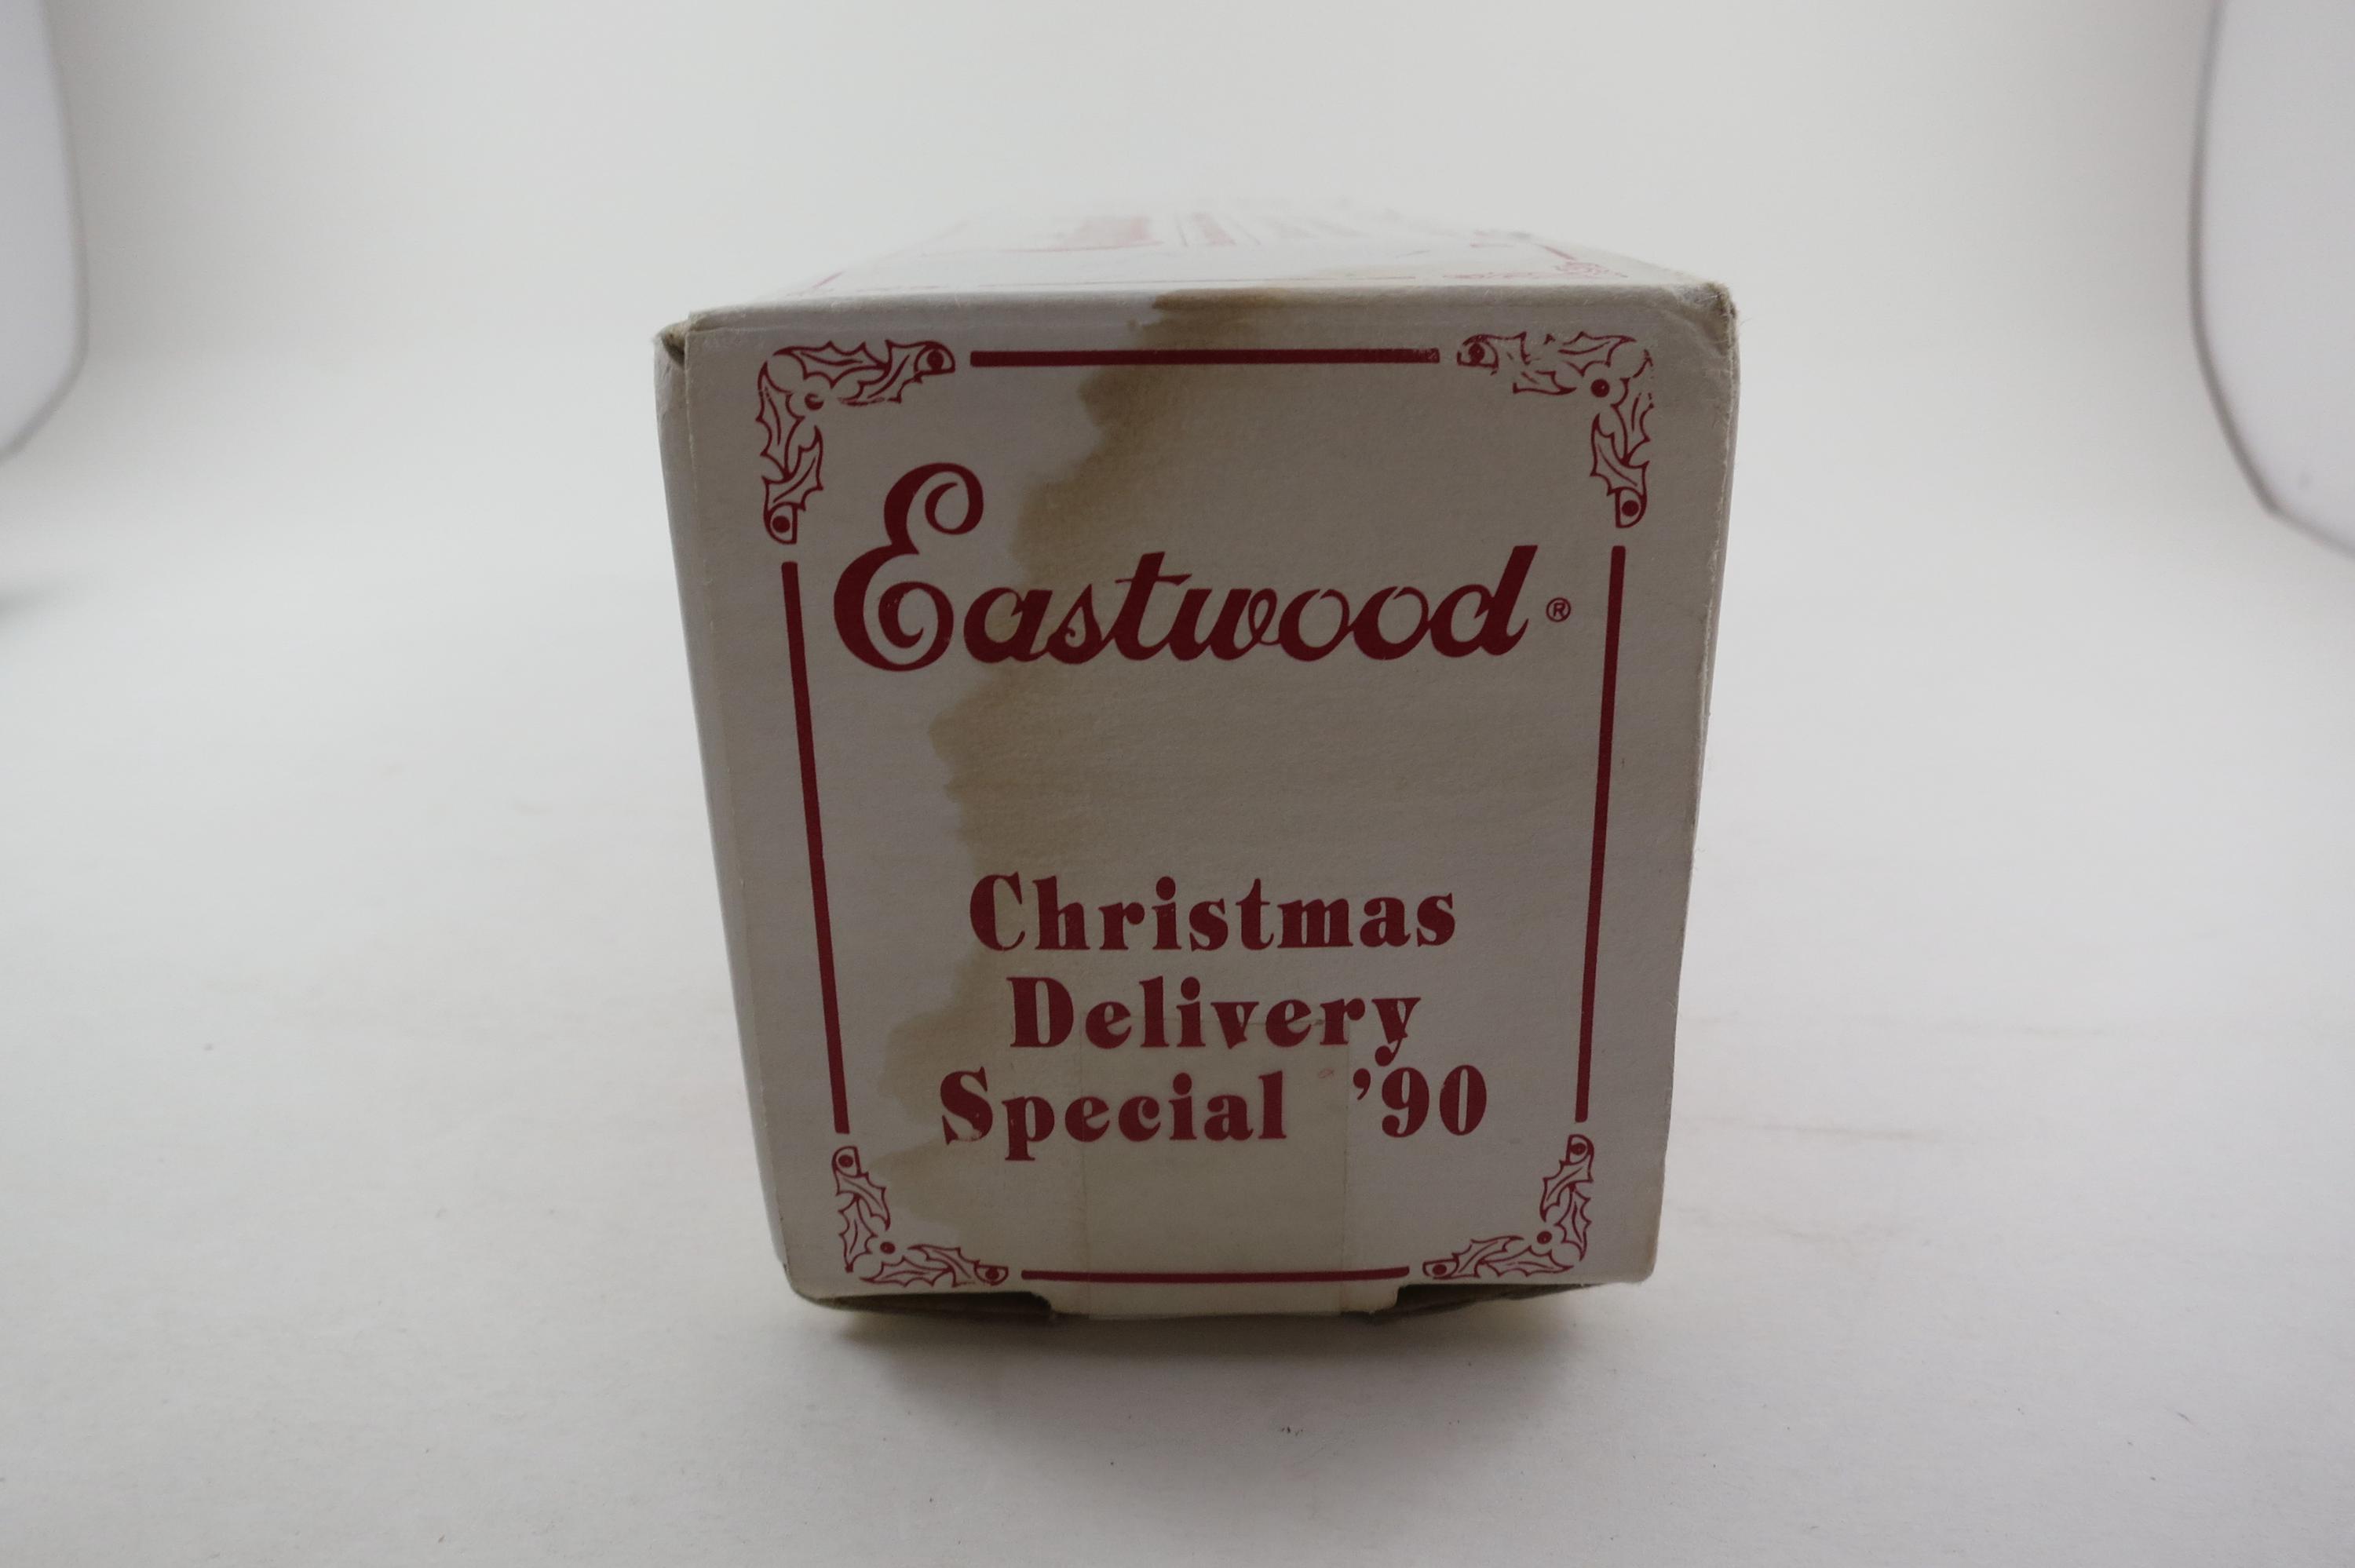 Eastwood®
Christmas
Delivery
Special '90